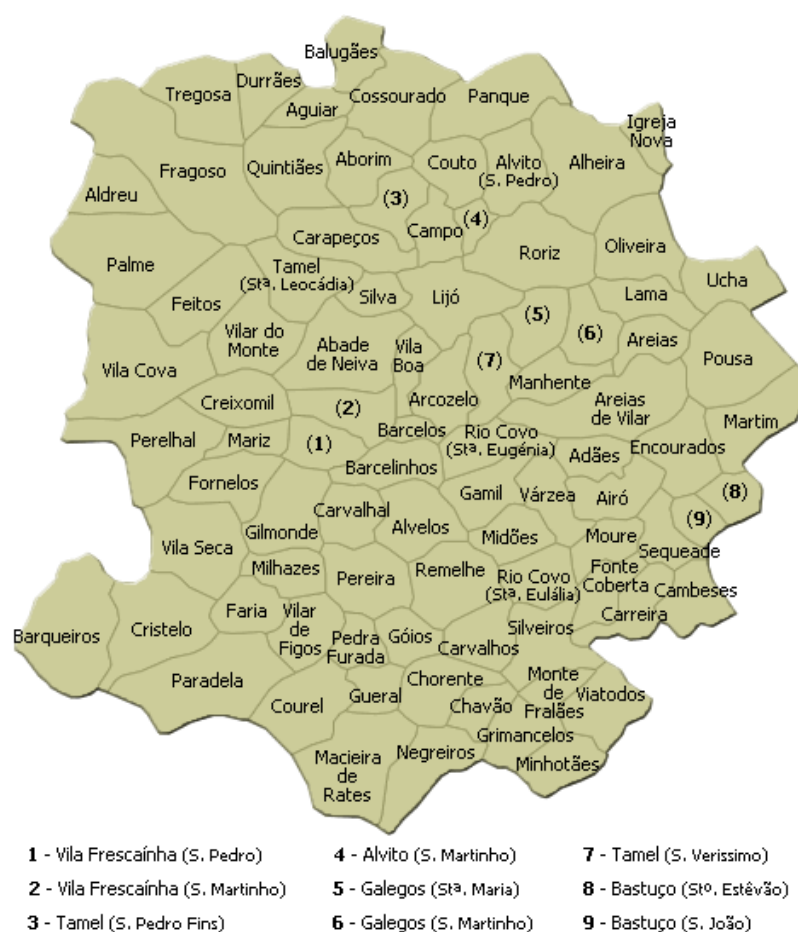 Balugães
Durrães
Tregosa
Aguiar
Cossourado
Panque
Igreja
Nova
Fragoso
Quintiães
Aborim
Couto
Alvito
(S. Pedro)
Alheira
Aldreu
(3)
(4)
Carapeços
Campo
Roriz
Oliveira
Palme
Tamel
(Stª. Leocádia)
Feitos
Silva
Lijó
Lama
Ucha
(5)
(6)
Vilar do
Monte
Abade
de Neiva
Vila
Boa
(7)
Areias
Pousa
Vila Cova
Manhente
Creixomil
(2)
Arcozelo
Areias
de Vilar
Martim
Perelhal
Mariz
(1)
Barcelos
Rio Covo
(Stª. Eugénia)
Adães
Encourados
Barcelinhos
Fornelos
Gamil
Várzea
Airó
(8)
Carvalhal
(9)
Gilmonde
Alvelos
Midões
Moure
Vila Seca
Sequeade
Milhazes
Pereira
Remelhe
Rio Covo
(Stª. Eulália)
Fonte
Coberta
Cambeses
Faria
Vilar
de
Figos
Carreira
Barqueiros
Cristelo
Pedra
Furada
Góios
Carvalhos
Silveiros
Paradela
Courel
Gueral
Chorente
Chavão
Monte
de
Fralães
Viatodos
Macieira
de
Rates
Negreiros
Grimancelos
Minhotães
1 - Vila Frescaínha (S. Pedro)
2 - Vila Frescaínha (S. Martinho)
3 - Tamel (S. Pedro Fins)
4 - Alvito (S. Martinho)
5 - Galegos (Stª. Maria)
6 - Galegos (S. Martinho)
7 - Tamel (S. Verissimo)
8 - Bastuço (Stº. Estêvão)
9 - Bastuço (S. João)